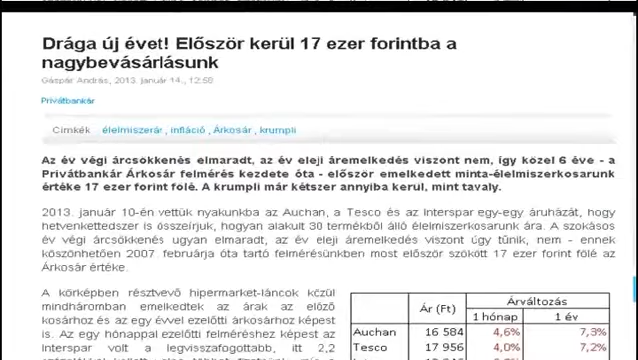 Drága új évet! Először kerül 17 ezer forintba a
nagybevásárlásunk
Gáspár András, 2013. január 14., 12:58
Privátbankár
Címkék élelmiszerár , infláció , Árkosár , krumpli
Az év végi árcsökkenés elmaradt, az év eleji áremelkedés viszont nem, így közel 6 éve - a
Privátbankár Árkosár felmérés kezdete óta - először emelkedett minta-élelmiszerkosarunk
értéke 17 ezer forint fölé. A krumpli már kétszer annyiba kerül, mint tavaly.
2013. január 10-én vettük nyakunkba az Auchan, a Tesco és az Interspar egy-egy áruházát, hogy
hetvenkettedszer is összeírjuk, hogyan alakult 30 termékből álló élelmiszerkosarunk ára. A szokásos
év végi árcsökkenés ugyan elmaradt, az év eleji áremelkedés viszont úgy tűnik, nem - ennek
köszönhetően 2007. februárja óta tartó felmérésünkben most először szökött 17 ezer forint fölé az
Árkosár értéke.
A körképben résztvevő hipermarket-láncok közül
mindháromban emelkedtek az árak az előző
kosárhoz és az egy évvel ezelőtti árkosárhoz képest
is. Az egy hónappal ezelőtti felméréshez képest az
Interspar volt a legvisszafogottabb, itt 2,2
Ár (Ft) Árváltozás
1 hónap 1 év
Auchan 16 584 4,6% 7,3%
Tesco 17 956 4,0% 7,2%